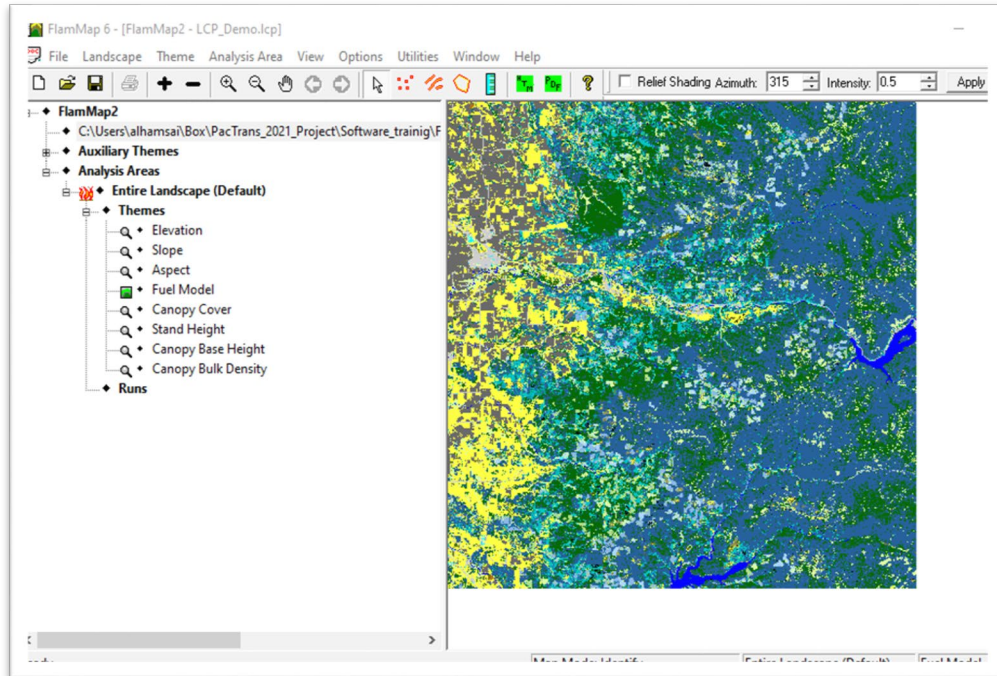 FlamMap 6 - [FlamMap2 - LCP_Demo.lcp]
File Landscape Theme Analysis Area View Options Utilities Window Help
Relief Shading Azimuth: 315 Intensity: 0.5 Apply
FlamMap2
C:\Users\alhamsai\Box\PacTrans_2021_Project\Software_trainig\F
Auxiliary Themes
Analysis Areas
Entire Landscape (Default)
Themes
Elevation
Slope
Aspect
Fuel Model
Canopy Cover
Stand Height
Canopy Base Height
Canopy Bulk Density
Runs
Map Mode: Identify Entire Landscape (Default) Fuel Model